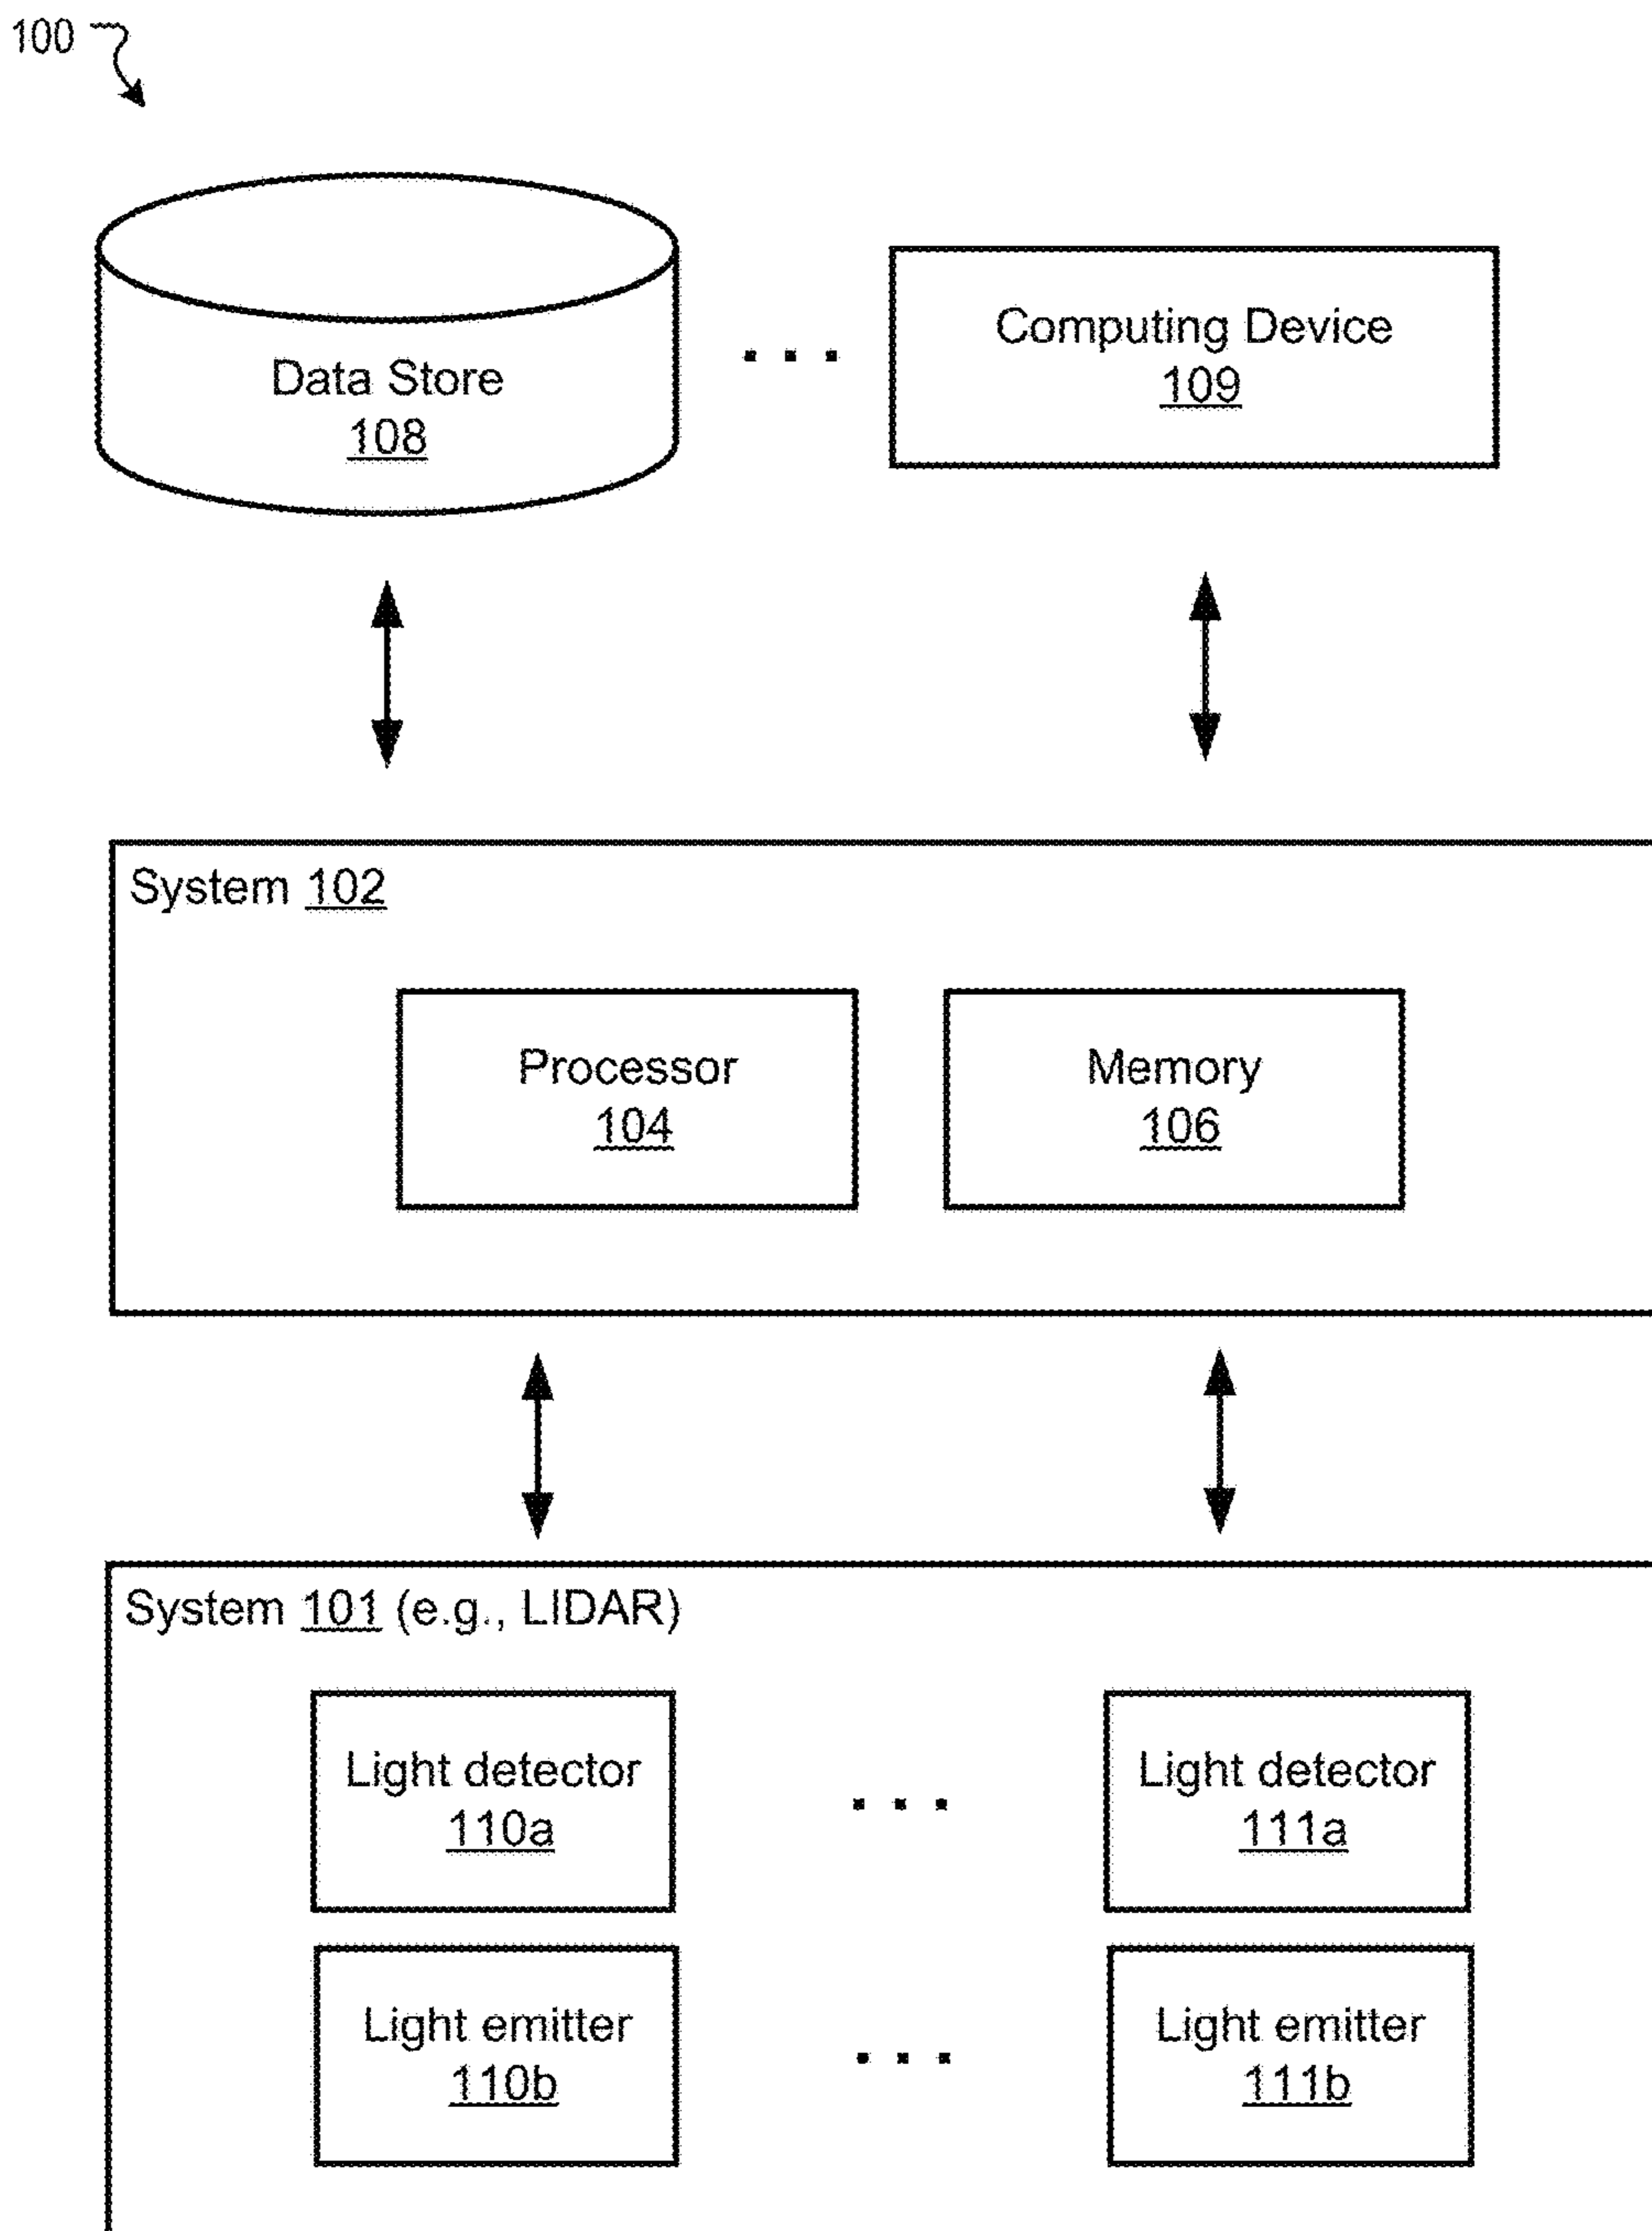 100
Data Store
108
. . .
Computing Device
109
System 102
Processor
104
Memory
106
System 101 (e.g., LIDAR)
Light detector
110a
. . .
Light detector
111a
Light emitter
110b
. . .
Light emitter
111b